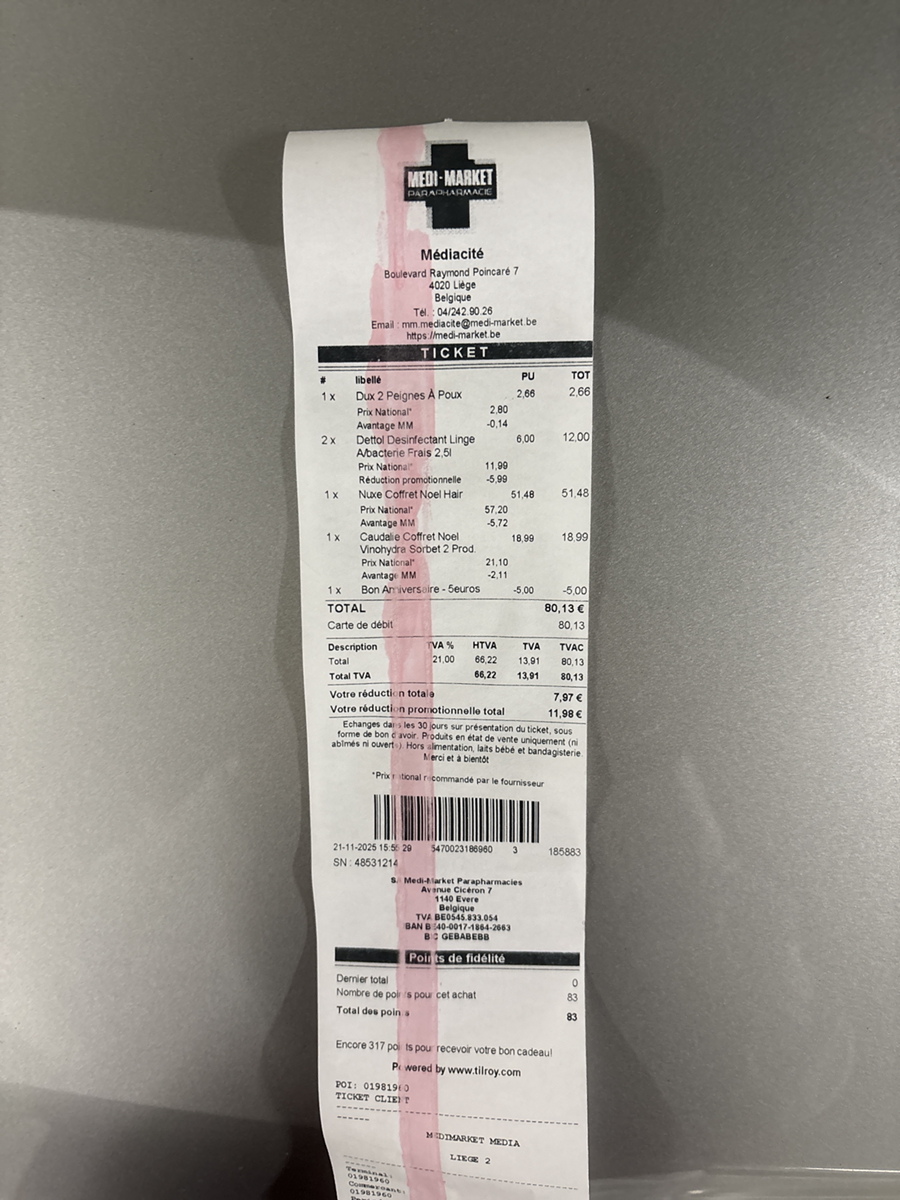 MEDI-MARKET
PARAPHARMACIE
Médiacité
Boulevard Raymond Poincaré 7
4020 Liège
Belgique
Tél. : 04/242.90.26
Email : mm.mediacite@medi-market.be
https://medi-market.be
TICKET
# libellé PU TOT
1 x Dux 2 Peignes À Poux 2,66 2,66
Prix National* 2,80
Avantage MM -0,14
2 x Dettol Desinfectant Linge 6,00 12,00
A/bacterie Frais 2,5l
Prix National* 11,99
Réduction promotionnelle -5,99
1 x Nuxe Coffret Noel Hair 51,48 51,48
Prix National* 57,20
Avantage MM -5,72
1 x Caudalie Coffret Noel 18,99 18,99
Vinohydra Sorbet 2 Prod.
Prix National* 21,10
Avantage MM -2,11
1 x Bon Anniversaire - 5euros -5,00 -5,00
TOTAL 80,13 €
Carte de débit 80,13
Description TVA % HTVA TVA TVAC
Total 21,00 66,22 13,91 80,13
Total TVA 66,22 13,91 80,13
Votre réduction totale 7,97 €
Votre réduction promotionnelle total 11,98 €
Echanges dans les 30 jours sur présentation du ticket, sous
forme de bon d'avoir. Produits en état de vente uniquement (ni
abîmés ni ouverts). Hors alimentation, laits bébé et bandagisterie.
Merci et à bientôt
*Prix national recommandé par le fournisseur
21-11-2025 15:55 29 5470023186960 3 185883
SN : 48531214
SA Medi-Market Parapharmacies
Avenue Cicéron 7
1140 Evere
Belgique
TVA BE0545.833.054
BAN B 40-0017-1864-2663
BIC GEBABEBB
Points de fidélité
Dernier total 0
Nombre de points pour cet achat 83
Total des points 83
Encore 317 points pour recevoir votre bon cadeau!
Powered by www.tilroy.com
POI: 01981960
TICKET CLIENT
MEDIMARKET MEDIA
LIEGE 2
Terminal:
01981960
Commercant:
01981960